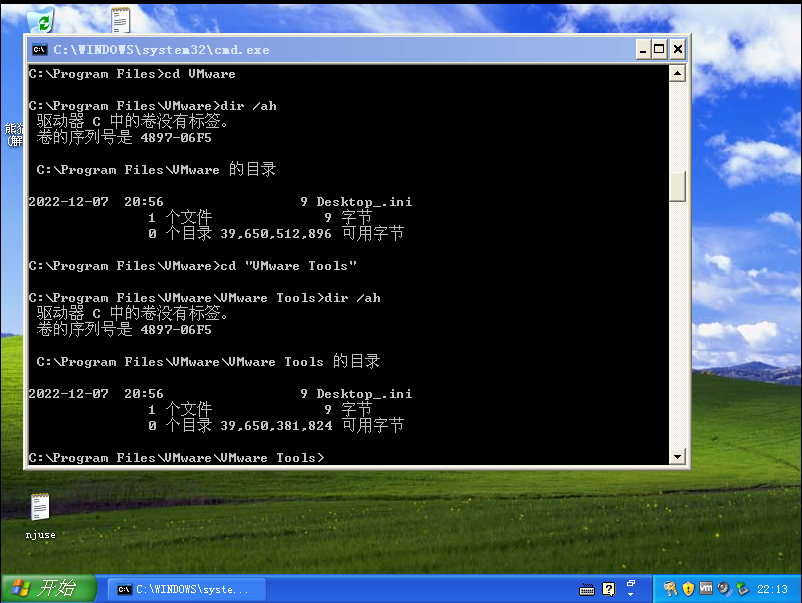 C:\WINDOWS\system32\cmd.exe
C:\Program Files>cd VMware
C:\Program Files\VMware>dir /ah
驱动器 C 中的卷没有标签。
卷的序列号是 4897-06F5
C:\Program Files\VMware 的目录
2022-12-07 20:56 9 Desktop_.ini
1 个文件 9 字节
0 个目录 39,650,512,896 可用字节
C:\Program Files\VMware>cd "VMware Tools"
C:\Program Files\VMware\VMware Tools>dir /ah
驱动器 C 中的卷没有标签。
卷的序列号是 4897-06F5
C:\Program Files\VMware\VMware Tools 的目录
2022-12-07 20:56 9 Desktop_.ini
1 个文件 9 字节
0 个目录 39,650,381,824 可用字节
C:\Program Files\VMware\VMware Tools>
熊
(解
njuse
开始
C:\WINDOWS\syste...
22:13